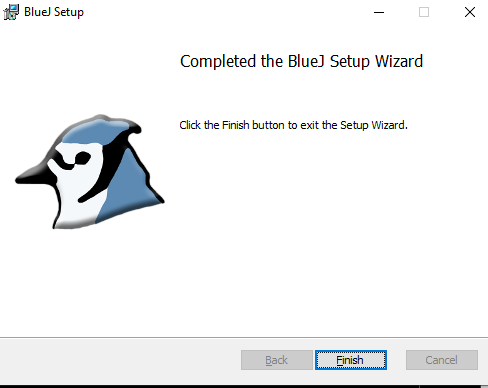 BlueJ Setup
Completed the BlueJ Setup Wizard
Click the Finish button to exit the Setup Wizard.
Back Finish Cancel